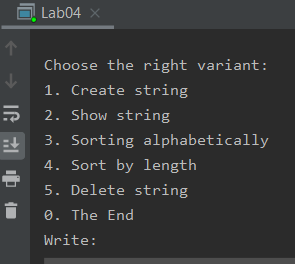 Lab04
Choose the right variant:
1. Create string
2. Show string
3. Sorting alphabetically
4. Sort by length
5. Delete string
0. The End
Write: